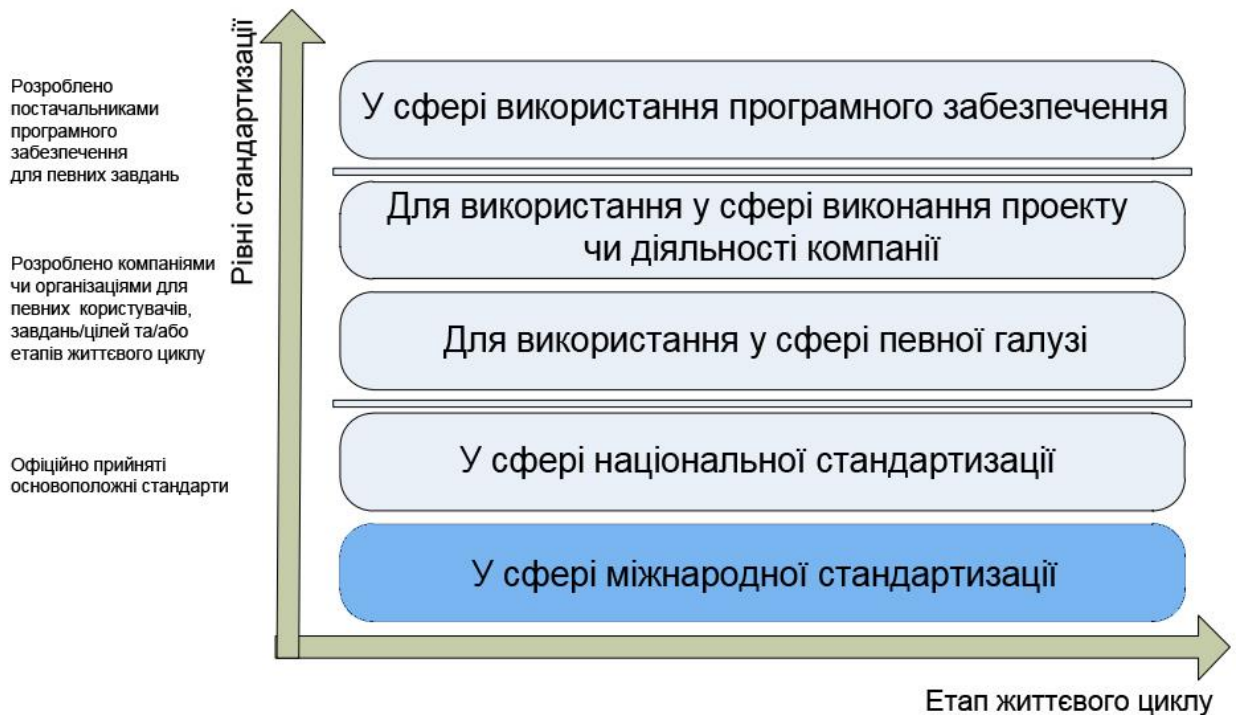 Рівні стандартизації
Розроблено
постачальниками
програмного
забезпечення
для певних завдань
У сфері використання програмного забезпечення
Для використання у сфері виконання проекту
чи діяльності компанії
Розроблено компаніями
чи організаціями для
певних користувачів,
завдань/цілей та/або
етапів життєвого циклу
Для використання у сфері певної галузі
Офіційно прийняті
основоположні стандарти
У сфері національної стандартизації
У сфері міжнародної стандартизації
Етап життєвого циклу